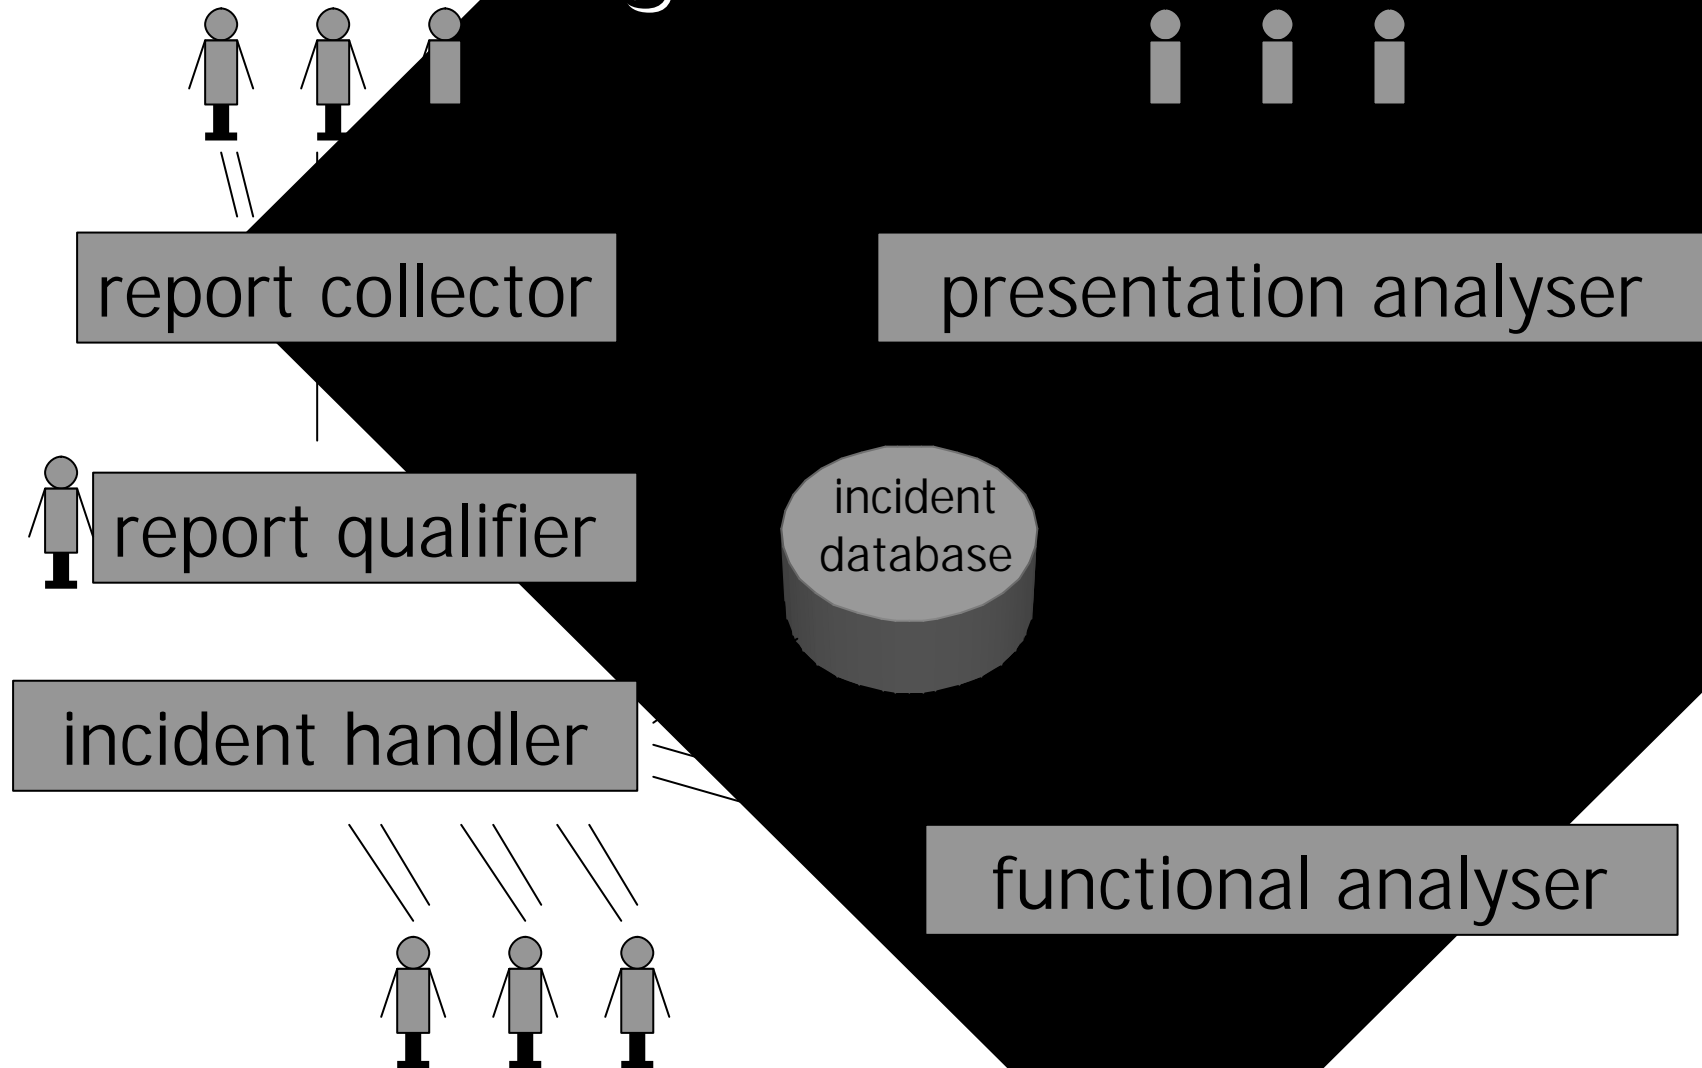 report collector
presentation analyser
incident
database
report qualifier
incident handler
functional analyser